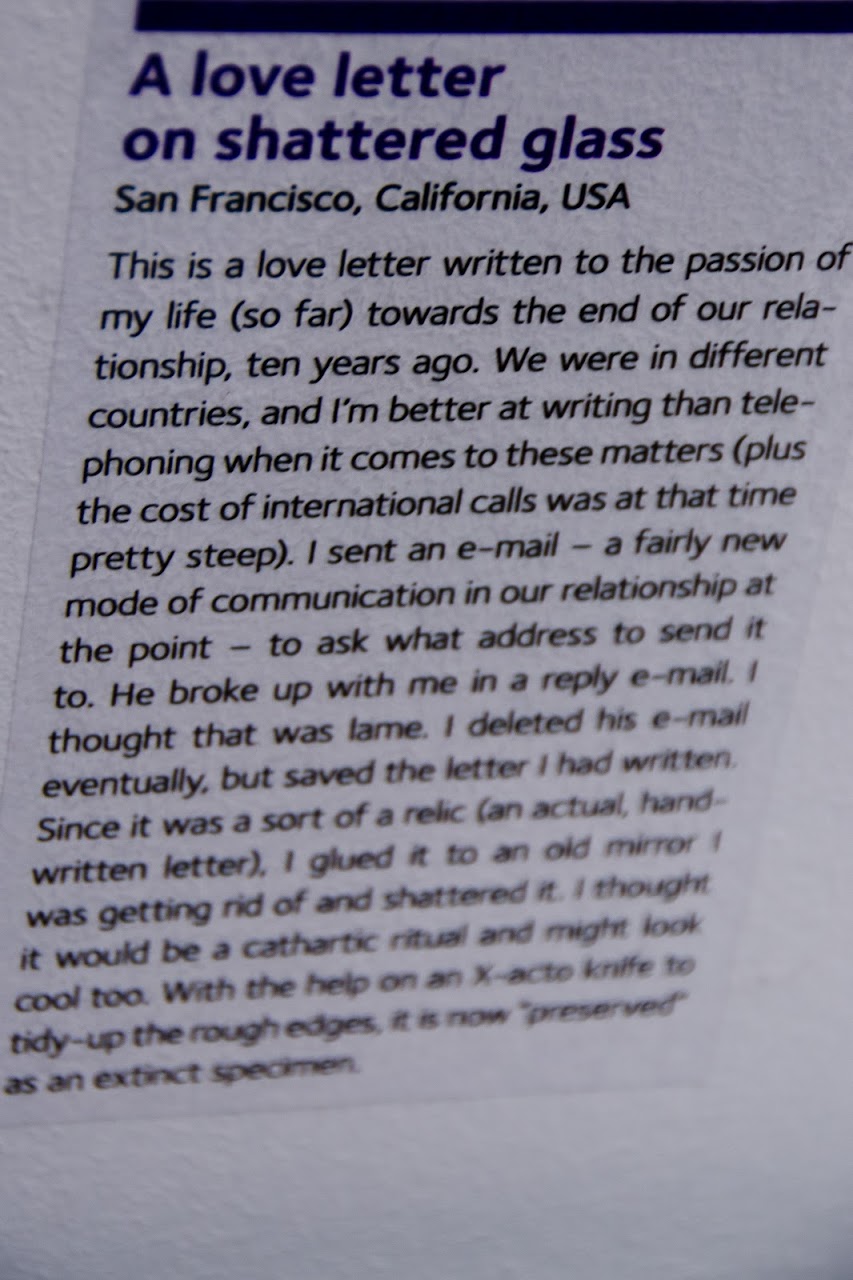 A love letter
on shattered glass
San Francisco, California, USA
This is a love letter written to the passion of
my life (so far) towards the end of our rela-
tionship, ten years ago. We were in different
countries, and I'm better at writing than tele-
phoning when it comes to these matters (plus
the cost of international calls was at that time
pretty steep). I sent an e-mail – a fairly new
mode of communication in our relationship at
the point – to ask what address to send it
to. He broke up with me in a reply e-mail. I
thought that was lame. I deleted his e-mail
eventually, but saved the letter I had written.
Since it was a sort of a relic (an actual, hand-
written letter), I glued it to an old mirror I
was getting rid of and shattered it. I thought
it would be a cathartic ritual and might look
cool too. With the help on an X-acto knife to
tidy-up the rough edges, it is now "preserved"
as an extinct specimen.